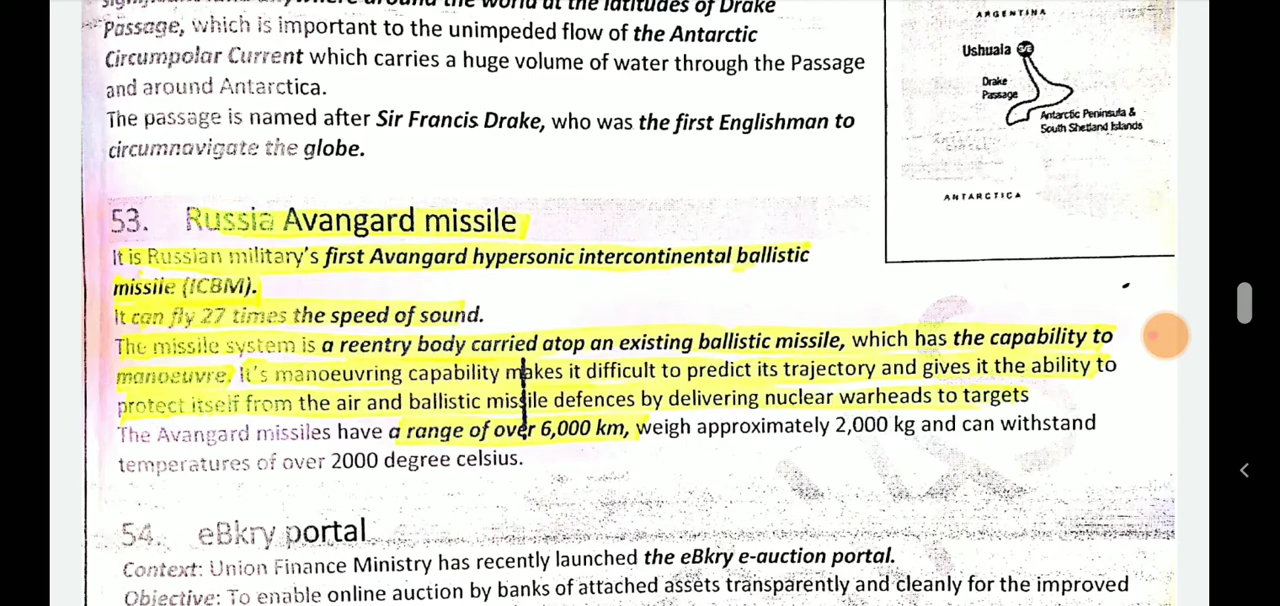 the world at the latitudes of Drake
Passage, which is important to the unimpeded flow of the Antarctic
Circumpolar Current which carries a huge volume of water through the Passage
and around Antarctica.
The passage is named after Sir Francis Drake, who was the first Englishman to
circumnavigate the globe.
ARGENTINA
Ushuaia
Drake
Passage
Antarctic Peninsula &
South Shetland Islands
ANTARCTICA
53. Russia Avangard missile
It is Russian military's first Avangard hypersonic intercontinental ballistic
missile (ICBM).
It can fly 27 times the speed of sound.
The missile system is a reentry body carried atop an existing ballistic missile, which has the capability to
manoeuvre. It's manoeuvring capability makes it difficult to predict its trajectory and gives it the ability to
protect itself from the air and ballistic missile defences by delivering nuclear warheads to targets
The Avangard missiles have a range of over 6,000 km, weigh approximately 2,000 kg and can withstand
temperatures of over 2000 degree celsius.
54. eBkry portal
Context: Union Finance Ministry has recently launched the eBkry e-auction portal.
Objective: To enable online auction by banks of attached assets transparently and cleanly for the improved